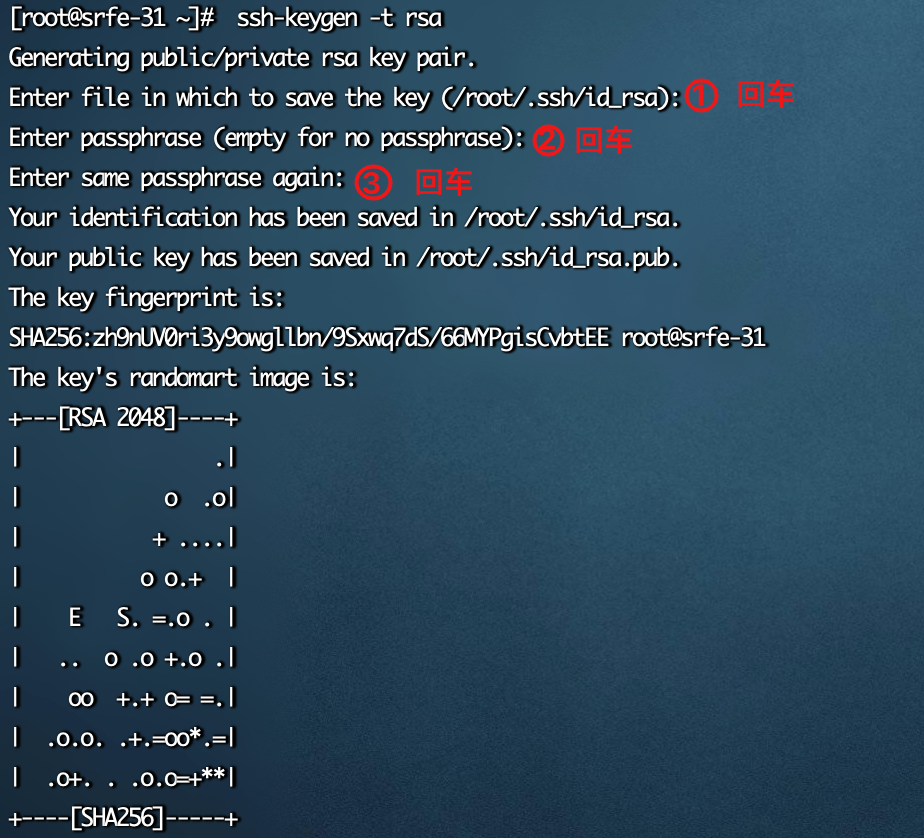 [root@srfe-31 ~]#  ssh-keygen -t rsa
Generating public/private rsa key pair.
Enter file in which to save the key (/root/.ssh/id_rsa):① 回车
Enter passphrase (empty for no passphrase): ② 回车
Enter same passphrase again: ③ 回车
Your identification has been saved in /root/.ssh/id_rsa.
Your public key has been saved in /root/.ssh/id_rsa.pub.
The key fingerprint is:
SHA256:zh9nUV0ri3y9owgllbn/9Sxwq7dS/66MYPgisCvbtEE root@srfe-31
The key's randomart image is:
+---[RSA 2048]----+
|                .|
|            o  .o|
|           + ....|
|          o o.+  |
|    E   S. =.o . |
|   ..  o .o +.o .|
|    oo  +.+ o= =.|
|  .o.o. .+.=oo*.=|
|  .o+. . .o.o=+**|
+----[SHA256]-----+